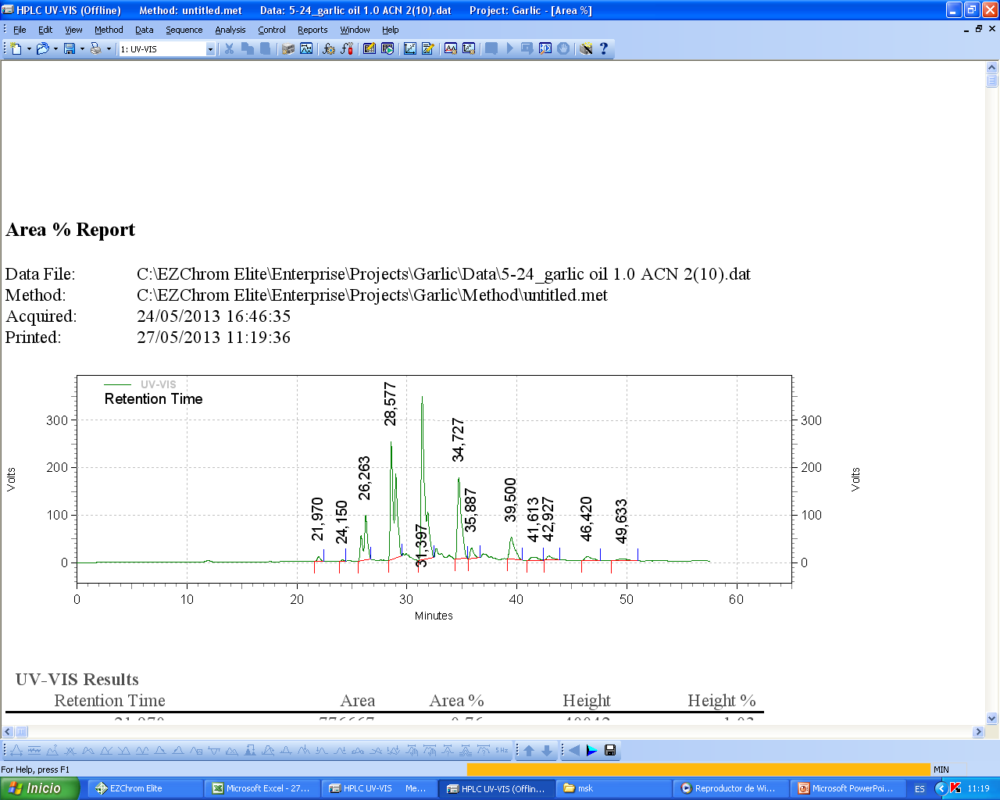 HPLC UV-VIS (Offline) Method: untitled.met Data: 5-24_garlic oil 1.0 ACN 2(10).dat Project: Garlic - [Area %]
File Edit View Method Data Sequence Analysis Control Reports Window Help
1: UV-VIS
Area % Report
Data File: C:\EZChrom Elite\Enterprise\Projects\Garlic\Data\5-24_garlic oil 1.0 ACN 2(10).dat
Method: C:\EZChrom Elite\Enterprise\Projects\Garlic\Method\untitled.met
Acquired: 24/05/2013 16:46:35
Printed: 27/05/2013 11:19:36
UV-VIS
Retention Time
Volts
300
200
100
0
21,970
24,150
26,263
28,577
31,397
34,727
35,887
39,500
41,613
42,927
46,420
49,633
300
200
100
0
Volts
0 10 20 30 40 50 60
Minutes
UV-VIS Results
Retention Time Area Area % Height Height %
5 Hz
For Help, press F1
MIN
Inicio EZChrom Elite Microsoft Excel - 27... HPLC UV-VIS Me... HPLC UV-VIS (Offlin... msk Reproductor de Wi... Microsoft PowerPoi... ES 11:19